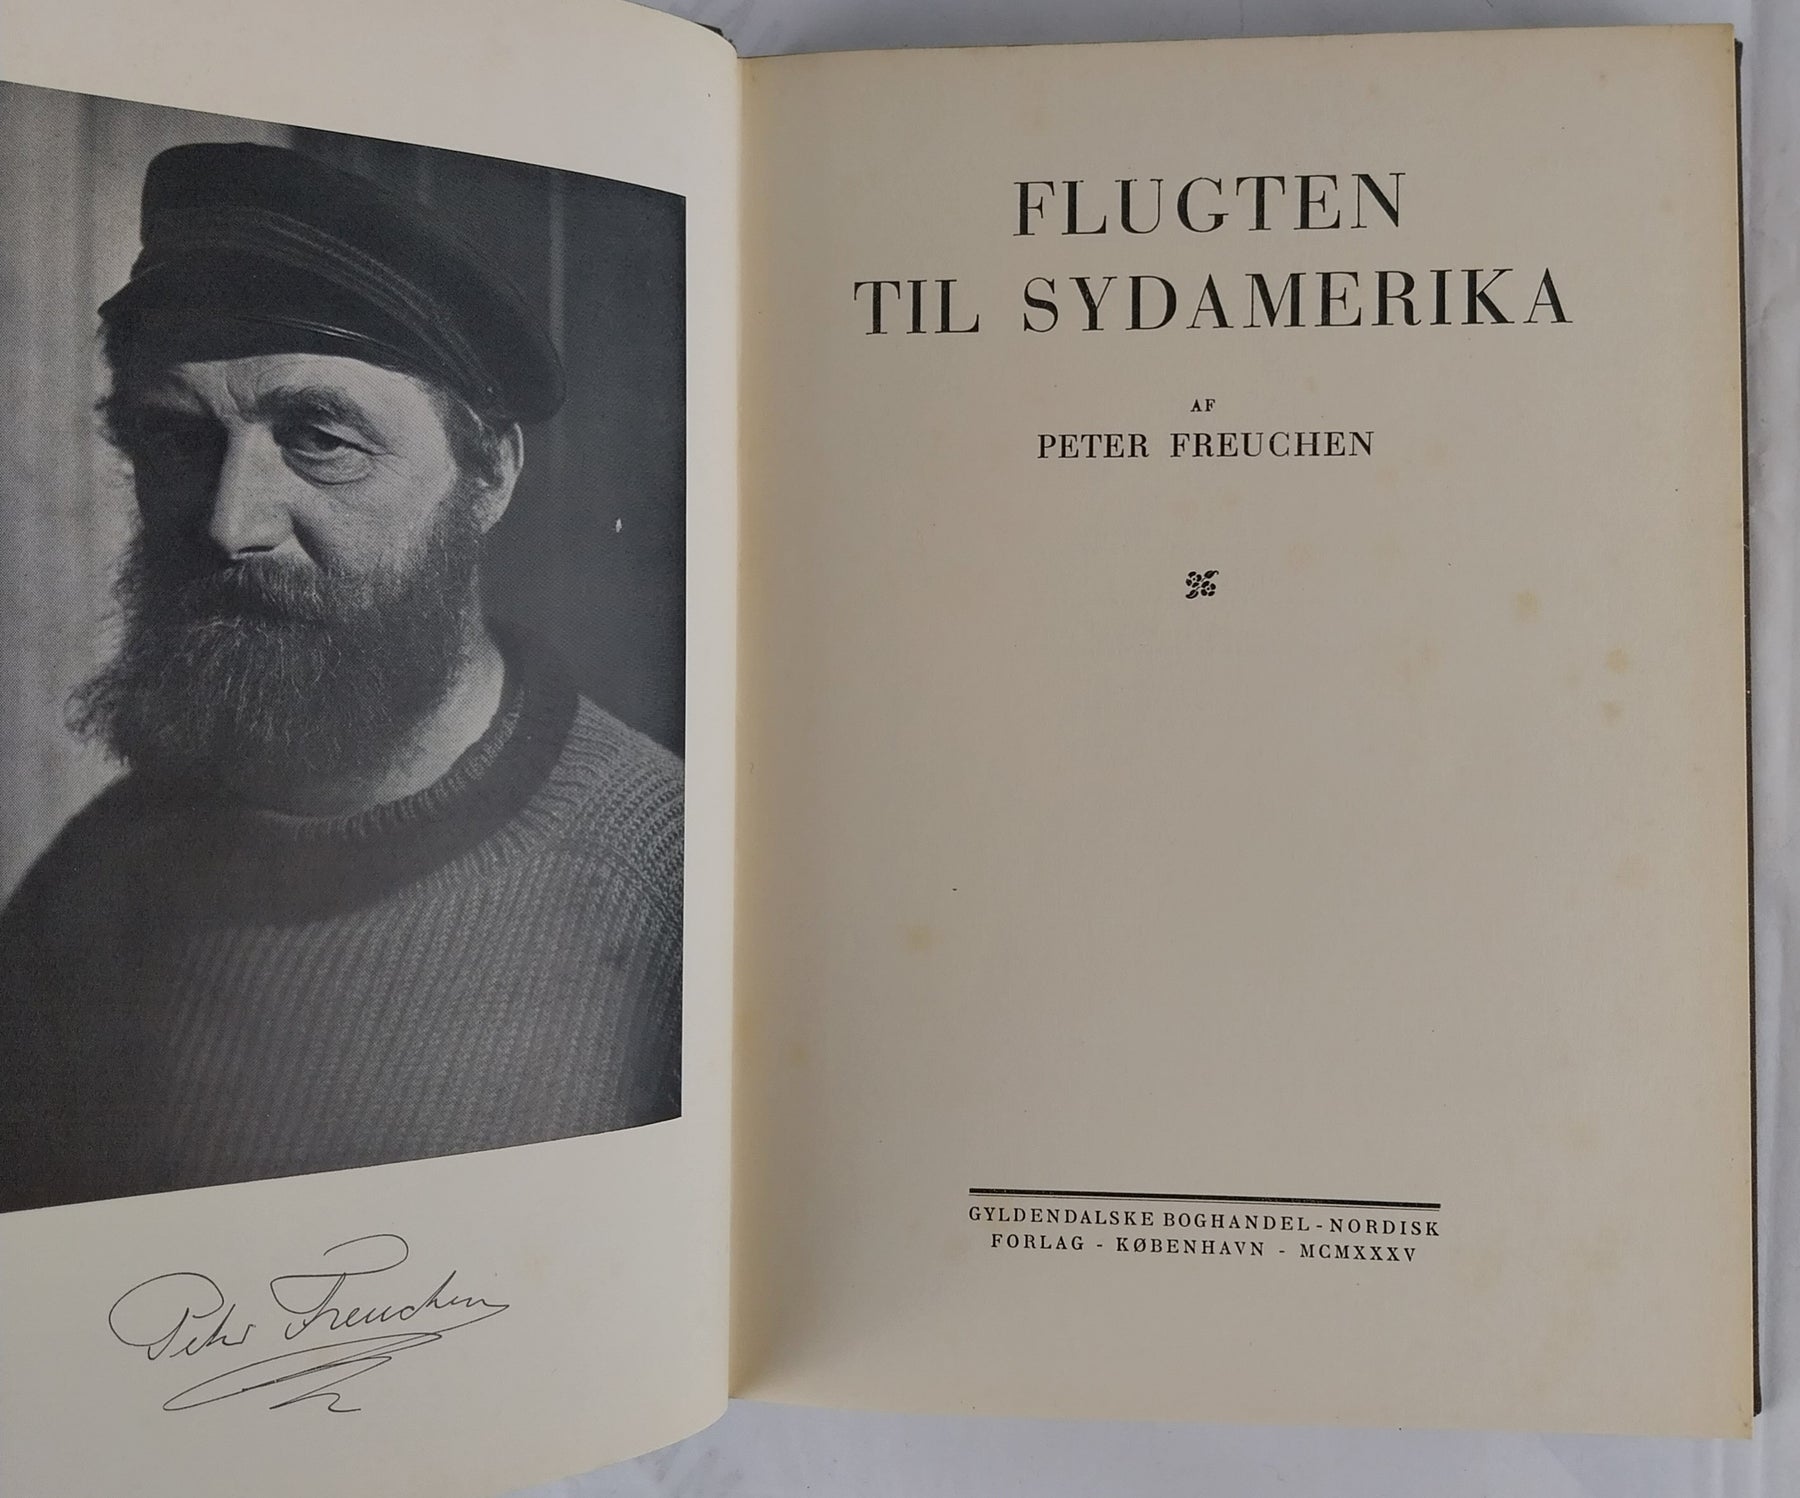 Peter Freuchen
FLUGTEN
TIL SYDAMERIKA
AF
PETER FREUCHEN
GYLDENDALSKE BOGHANDEL - NORDISK
FORLAG - KØBENHAVN - MCMXXXV